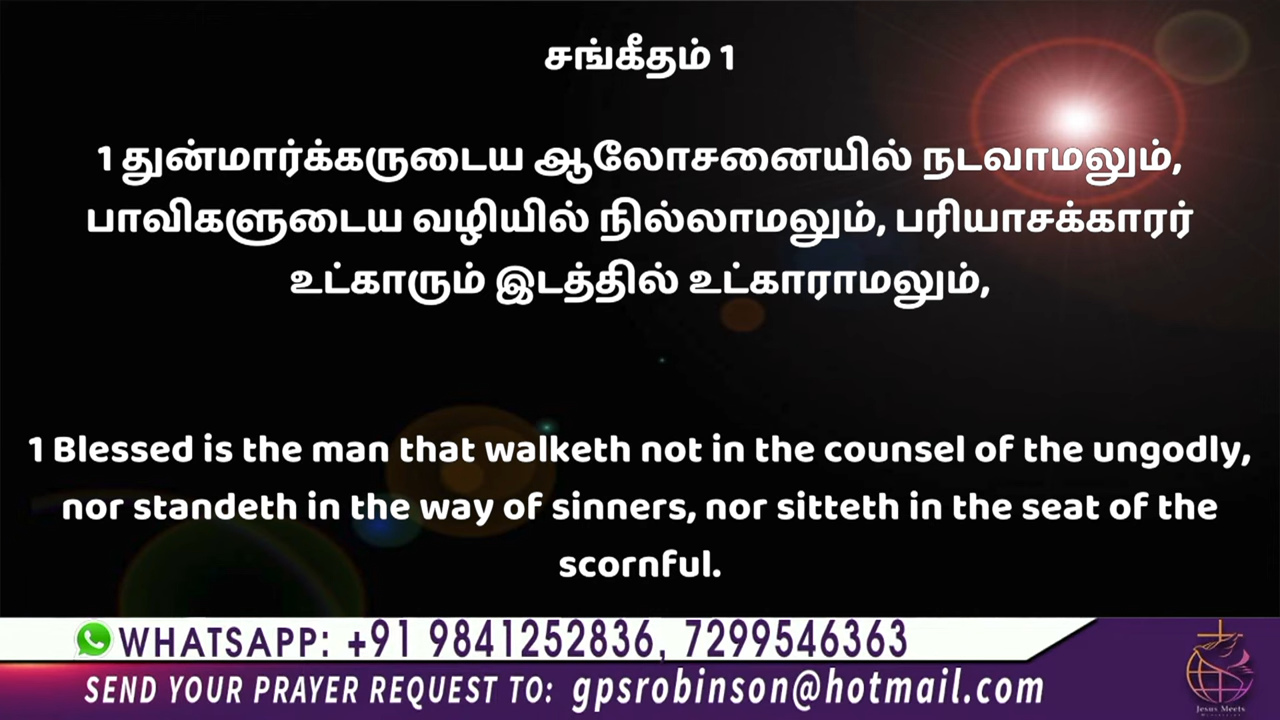 சங்கீதம் 1
1 துன்மார்க்கருடைய ஆலோசனையில் நடவாமலும்,
பாவிகளுடைய வழியில் நில்லாமலும், பரியாசக்காரர்
உட்காரும் இடத்தில் உட்காராமலும்,
1 Blessed is the man that walketh not in the counsel of the ungodly,
nor standeth in the way of sinners, nor sitteth in the seat of the
scornful.
WHATSAPP: +91 9841252836, 7299546363
SEND YOUR PRAYER REQUEST TO: gpsrobinson@hotmail.com
Jesus Meets